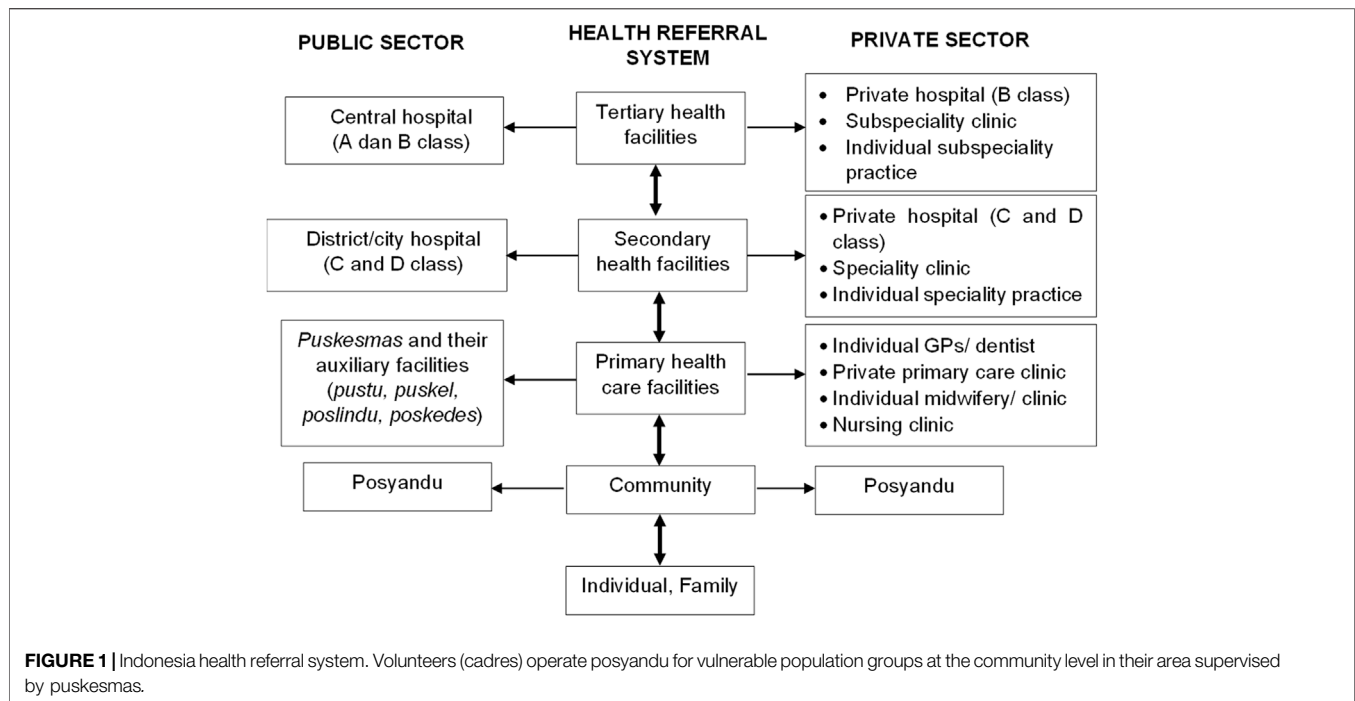 PUBLIC SECTOR
HEALTH REFERRAL
SYSTEM
PRIVATE SECTOR
Central hospital
(A dan B class)
Tertiary health
facilities
• Private hospital (B class)
• Subspeciality clinic
• Individual subspeciality
practice
District/city hospital
(C and D class)
Secondary
health facilities
• Private hospital (C and D
class)
• Speciality clinic
• Individual speciality practice
Puskesmas and their
auxiliary facilities
(pustu, puskel,
poslindu, poskedes)
Primary health
care facilities
• Individual GPs/ dentist
• Private primary care clinic
• Individual midwifery/ clinic
• Nursing clinic
Posyandu
Community
Posyandu
Individual, Family
FIGURE 1 | Indonesia health referral system. Volunteers (cadres) operate posyandu for vulnerable population groups at the community level in their area supervised
by puskesmas.